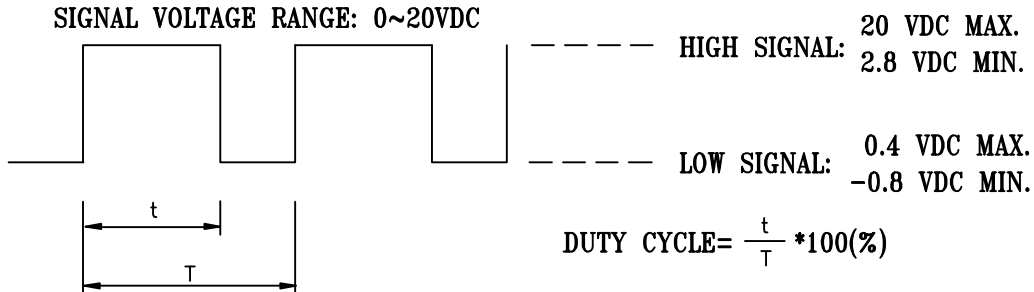 SIGNAL VOLTAGE RANGE: 0~20VDC
HIGH SIGNAL: 20 VDC MAX.
2.8 VDC MIN.
LOW SIGNAL: 0.4 VDC MAX.
-0.8 VDC MIN.
t
T
DUTY CYCLE= t/T *100(%)